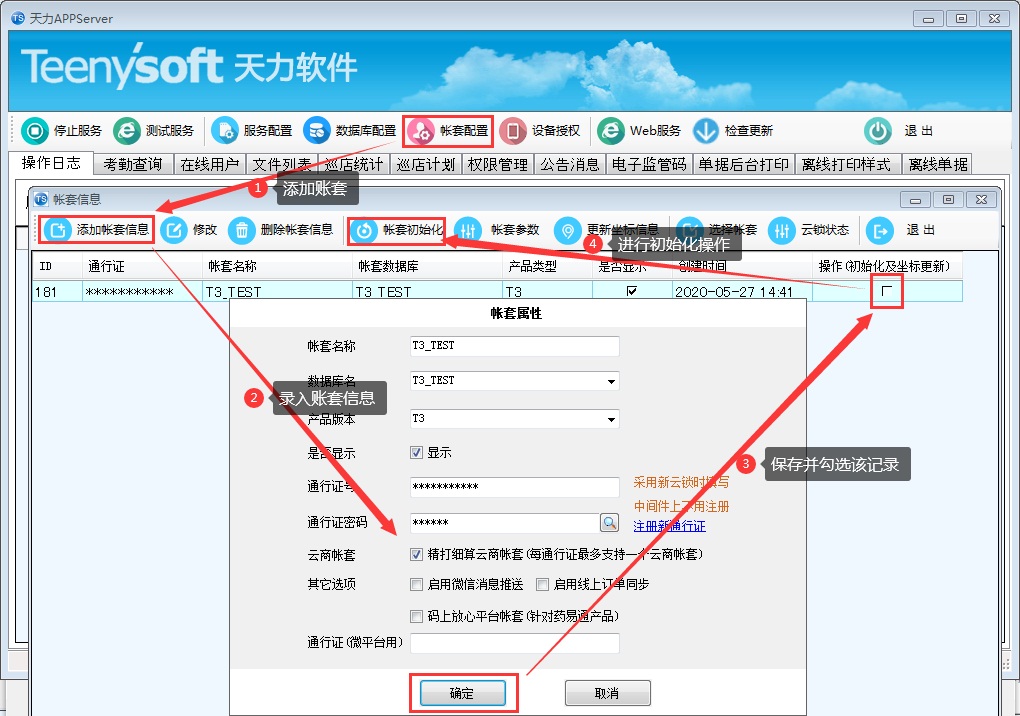 天力APPServer
Teenysoft 天力软件
停止服务 测试服务 服务配置 数据库配置 帐套配置 设备授权 Web服务 检查更新 退 出
操作日志 考勤查询 在线用户 文件列表 巡店统计 巡店计划 权限管理 公告消息 电子监管码 单据后台打印 离线打印样式 离线单据
1 添加账套
帐套信息
添加帐套信息 修改 删除帐套信息 帐套初始化 帐套参数 更新坐标信息 选择帐套 云锁状态 退 出
4 进行初始化操作
ID 通行证 帐套名称 帐套数据库 产品类型 是否显示 创建时间 操作(初始化及坐标更新)
181 *********** T3_TEST T3_TEST T3 2020-05-27 14:41
帐套属性
帐套名称 T3_TEST
数据库名 T3_TEST
2 录入账套信息
产品版本 T3
是否显示 显示
3 保存并勾选该记录
通行证号 *********** 采用新云锁时填写
中间件上不用注册
通行证密码 ****** 注册新通行证
云商帐套 精打细算云商帐套(每通行证最多支持一个云商帐套)
其它选项 启用微信消息推送 启用线上订单同步
码上放心平台帐套(针对药易通产品)
通行证(微平台用)
确定 取消